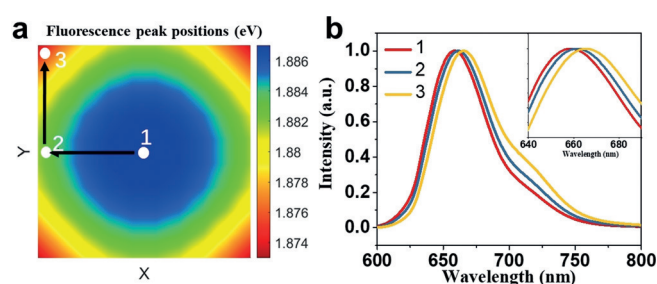 a
Fluorescence peak positions (eV)
3
2
1
Y
X
1.886
1.884
1.882
1.88
1.878
1.876
1.874
b
Intensity (a.u.)
1.0
0.8
0.6
0.4
0.2
0.0
1
2
3
640 660 680
Wavelength (nm)
600 650 700 750 800
Wavelength (nm)